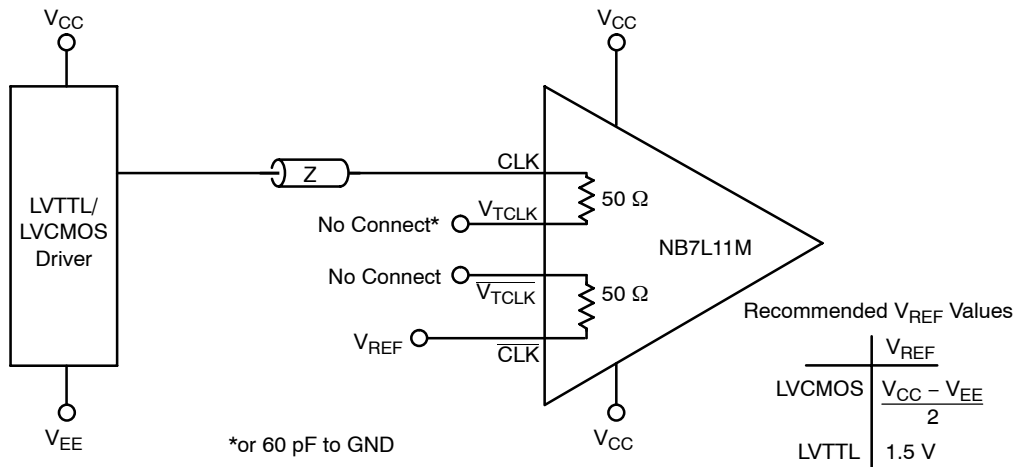 VCC
VCC
LVTTL/
LVCMOS
Driver
Z
CLK
50 Ω
No Connect*
VTCLK
NB7L11M
No Connect
VTCLK
50 Ω
VREF
CLK
VEE
VCC
*or 60 pF to GND
Recommended VREF Values
VREF
LVCMOS
VCC – VEE
2
LVTTL
1.5 V